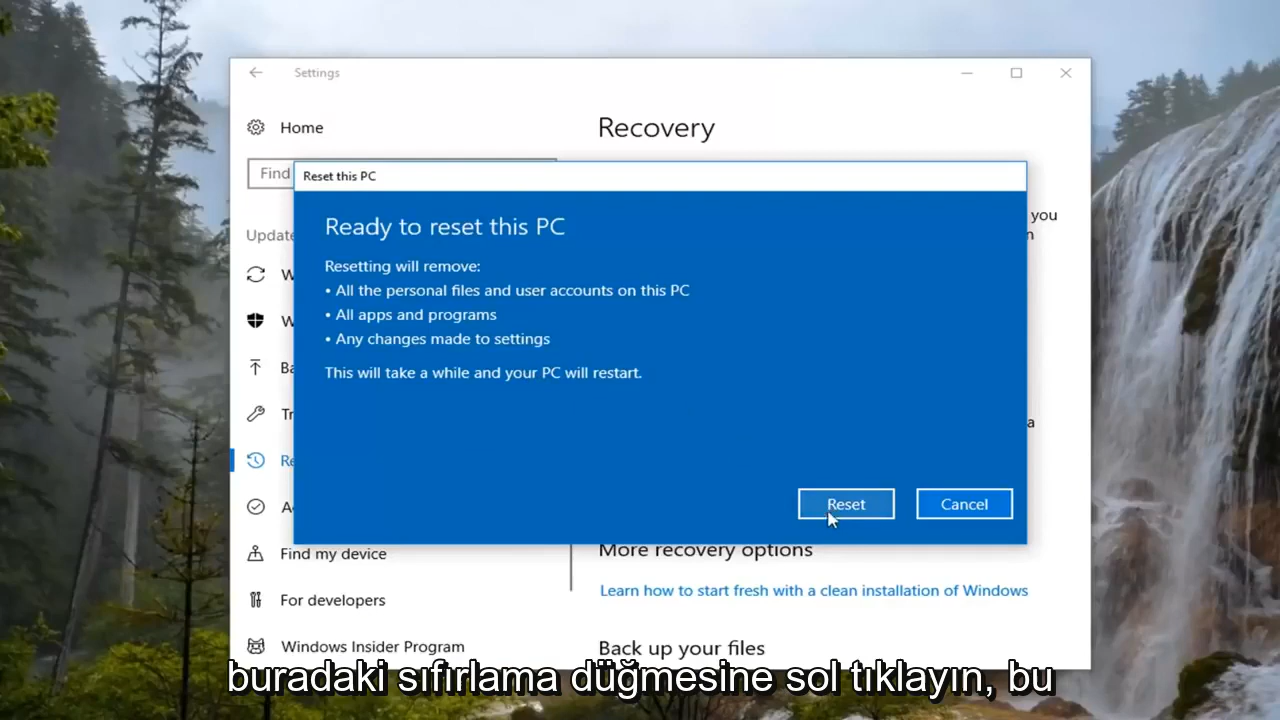 Settings
Home
Recovery
Find
Reset this PC
you
Ready to reset this PC
Update
n
Resetting will remove:
• All the personal files and user accounts on this PC
W
• All apps and programs
W
• Any changes made to settings
Ba
This will take a while and your PC will restart.
Tr
a
Re
A
Reset
Cancel
Find my device
More recovery options
Learn how to start fresh with a clean installation of Windows
For developers
Windows Insider Program
Back up your files
buradaki sıfırlama düğmesine sol tıklayın, bu